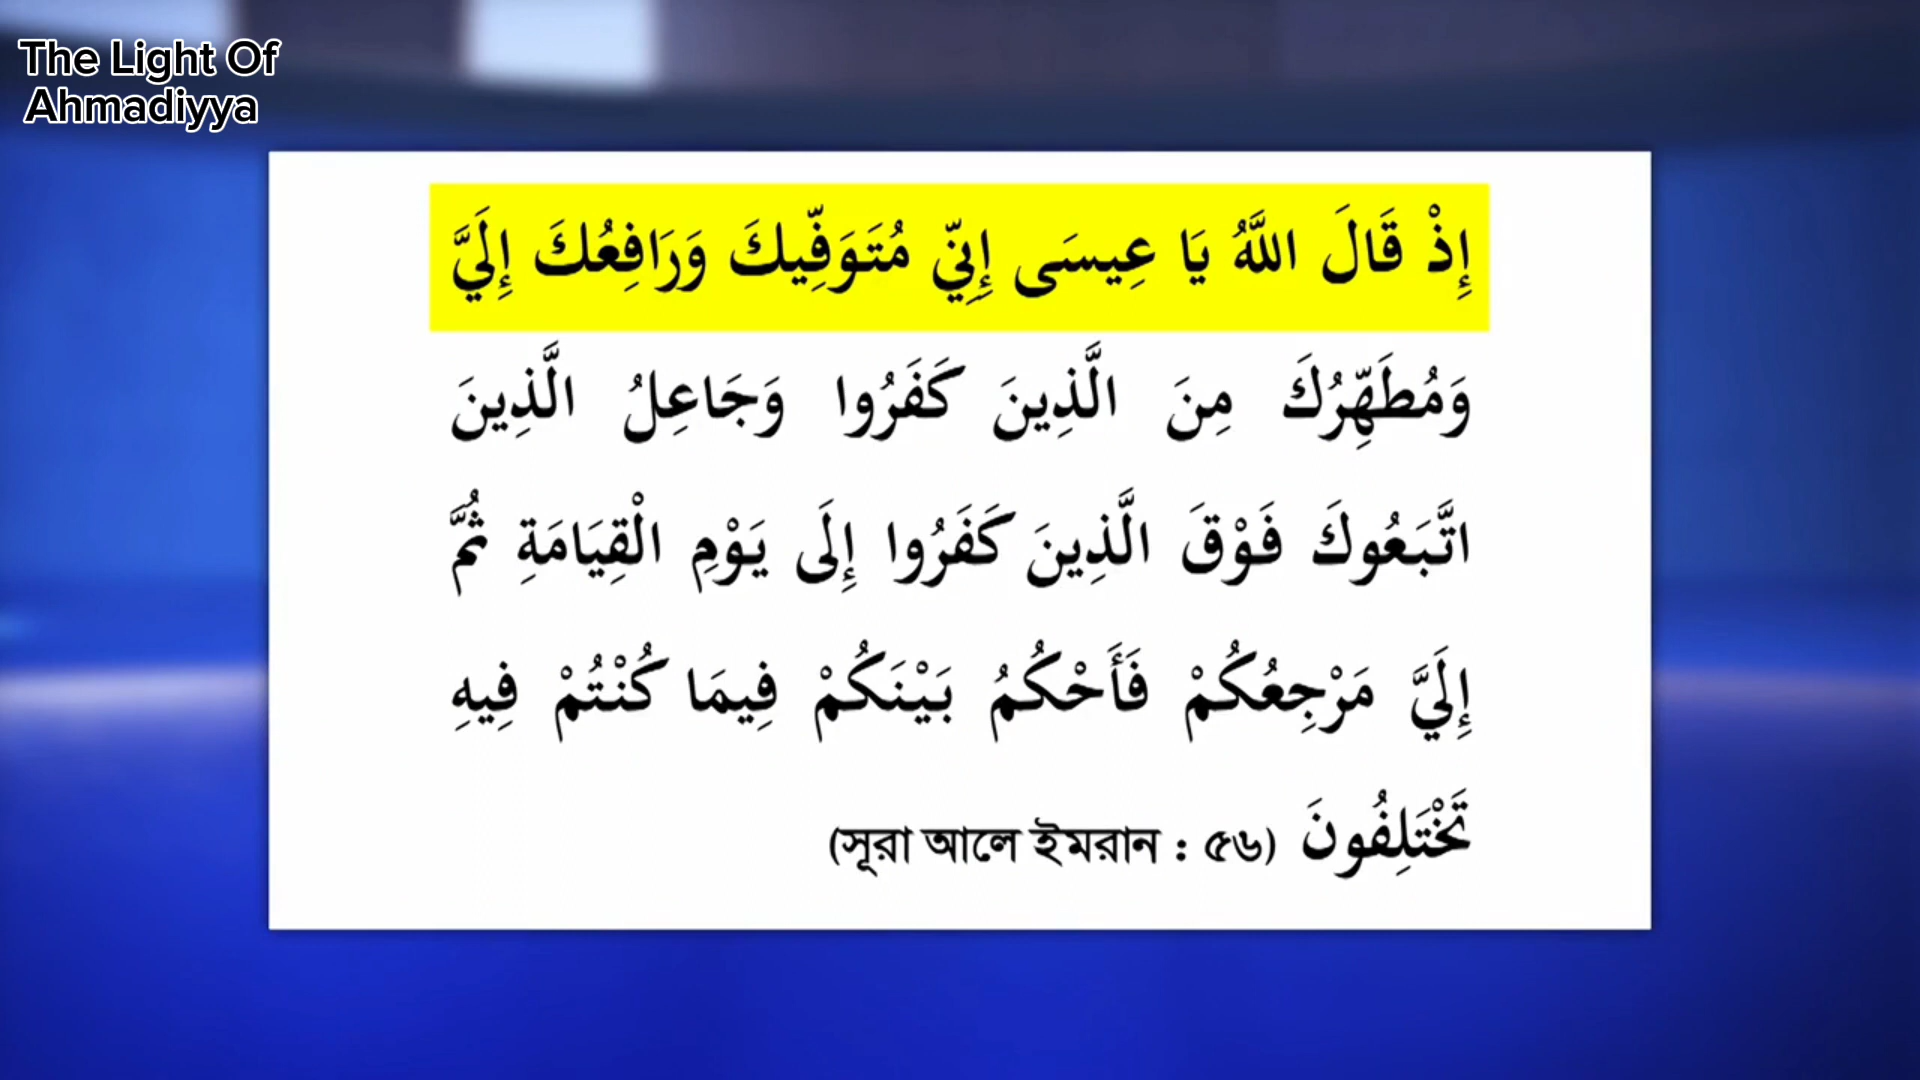 The Light Of
Ahmadiyya
إِذْ قَالَ اللَّهُ يَا عِيسَى إِنِّي مُتَوَفِّيكَ وَرَافِعُكَ إِلَيَّ
وَمُطَهِّرُكَ مِنَ الَّذِينَ كَفَرُوا وَجَاعِلُ الَّذِينَ
اتَّبَعُوكَ فَوْقَ الَّذِينَ كَفَرُوا إِلَى يَوْمِ الْقِيَامَةِ ثُمَّ
إِلَيَّ مَرْجِعُكُمْ فَأَحْكُمُ بَيْنَكُمْ فِيمَا كُنْتُمْ فِيهِ
تَخْتَلِفُونَ (সূরা আলে ইমরান : ৫৬)